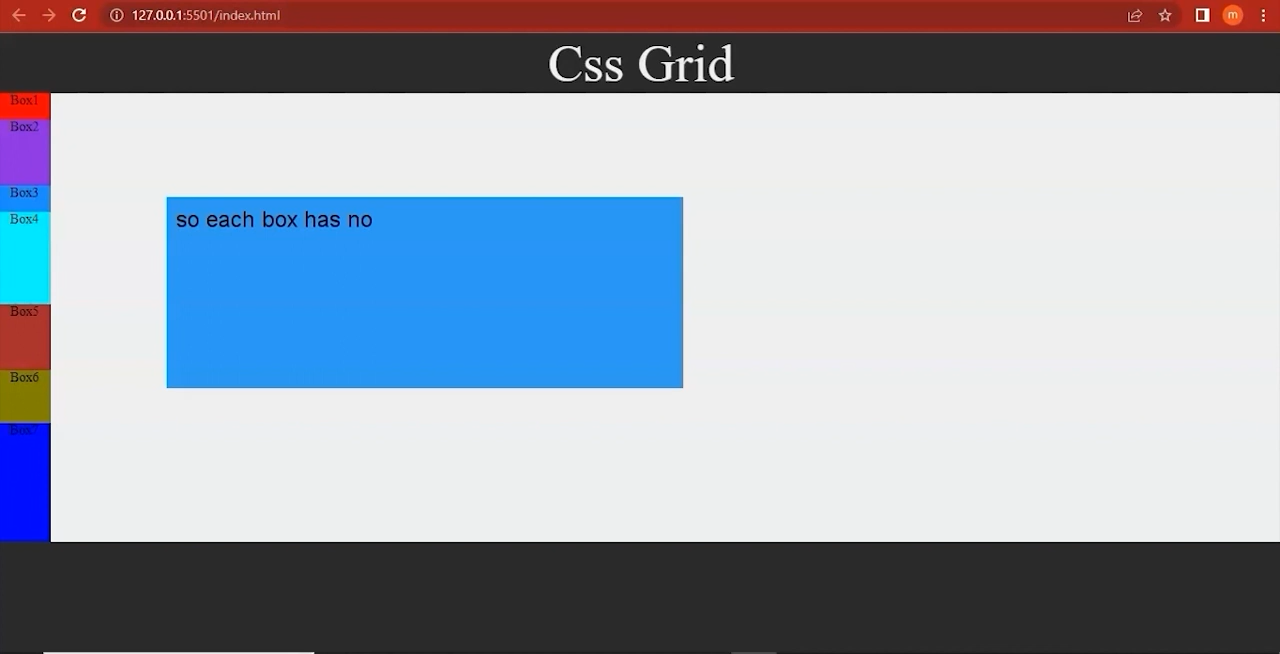 127.0.0.1:5501/index.html
m
Css Grid
Box1
Box2
Box3
Box4
Box5
Box6
Box7
so each box has no